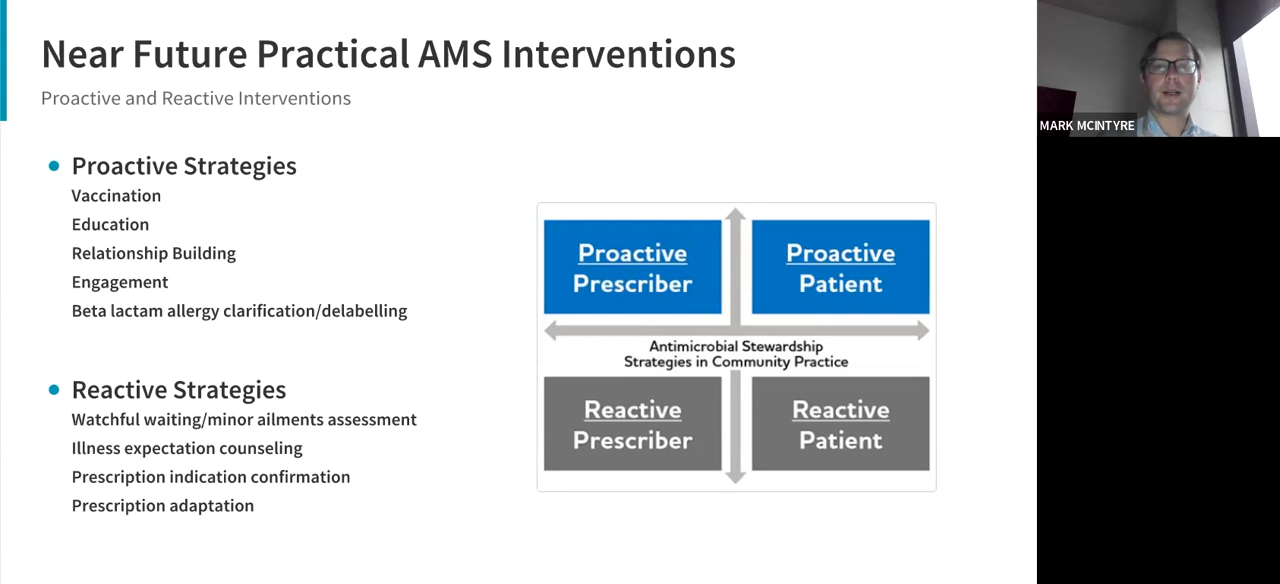 Near Future Practical AMS Interventions
Proactive and Reactive Interventions
Proactive Strategies
Vaccination
Education
Relationship Building
Engagement
Beta lactam allergy clarification/delabelling
Reactive Strategies
Watchful waiting/minor ailments assessment
Illness expectation counseling
Prescription indication confirmation
Prescription adaptation
Proactive
Prescriber
Proactive
Patient
Antimicrobial Stewardship
Strategies in Community Practice
Reactive
Prescriber
Reactive
Patient
MARK MCINTYRE